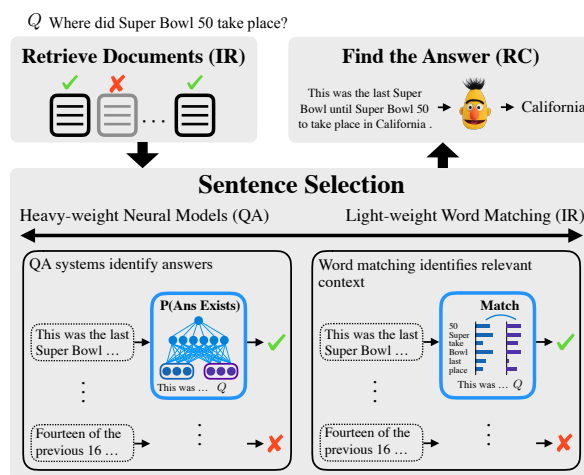 Q Where did Super Bowl 50 take place?
Retrieve Documents (IR)
. . .
Find the Answer (RC)
This was the last Super
Bowl until Super Bowl 50
to take place in California .
California
Sentence Selection
Heavy-weight Neural Models (QA)
Light-weight Word Matching (IR)
QA systems identify answers
P(Ans Exists)
This was the last
Super Bowl …
This was … Q
Fourteen of the
previous 16 …
Word matching identifies relevant
context
Match
50
Super
take
Bowl
last
place
This was the last
Super Bowl …
This was … Q
Fourteen of the
previous 16 …